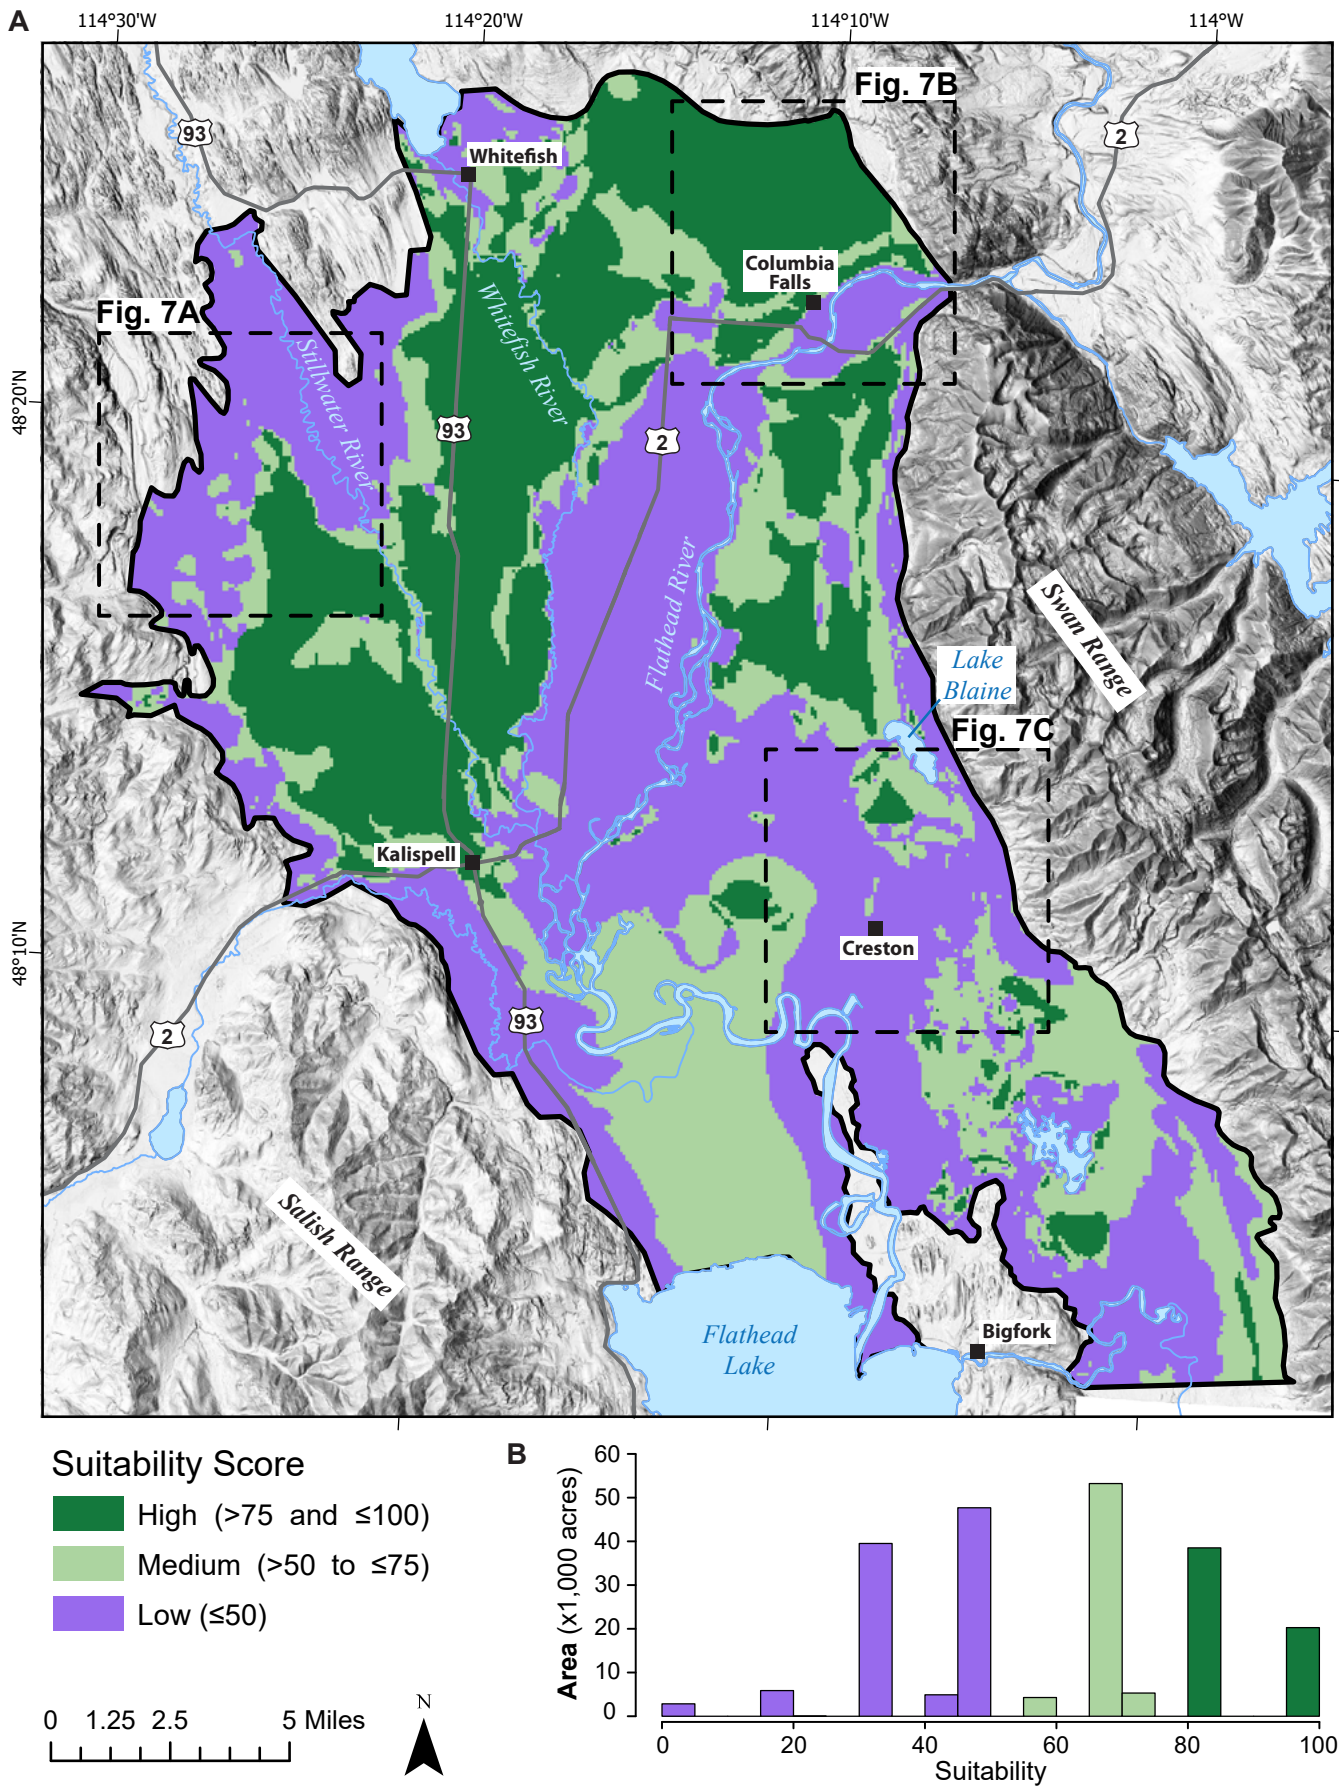 A
114°30'W
114°20'W
114°10'W
114°W
Fig. 7B
93
2
Whitefish
Columbia
Falls
Fig. 7A
Whitefish River
Stillwater River
48°20'N
93
2
Flathead River
Swan Range
Lake
Blaine
Fig. 7C
Kalispell
Creston
48°10'N
93
2
Salish Range
Flathead
Lake
Bigfork
Suitability Score
High (>75 and ≤100)
Medium (>50 to ≤75)
Low (≤50)
0 1.25 2.5 5 Miles
N
B
Area (x1,000 acres)
60
50
40
30
20
10
0
0 20 40 60 80 100
Suitability